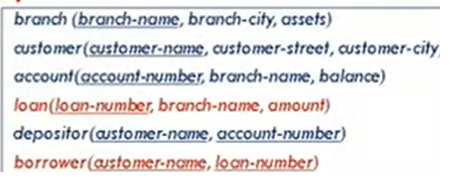 branch (branch-name, branch-city, assets)
customer(customer-name, customer-street, customer-city
account(account-number, branch-name, balance)
loan(loan-number, branch-name, amount)
depositor(customer-name, account-number)
borrower(customer-name, loan-number)